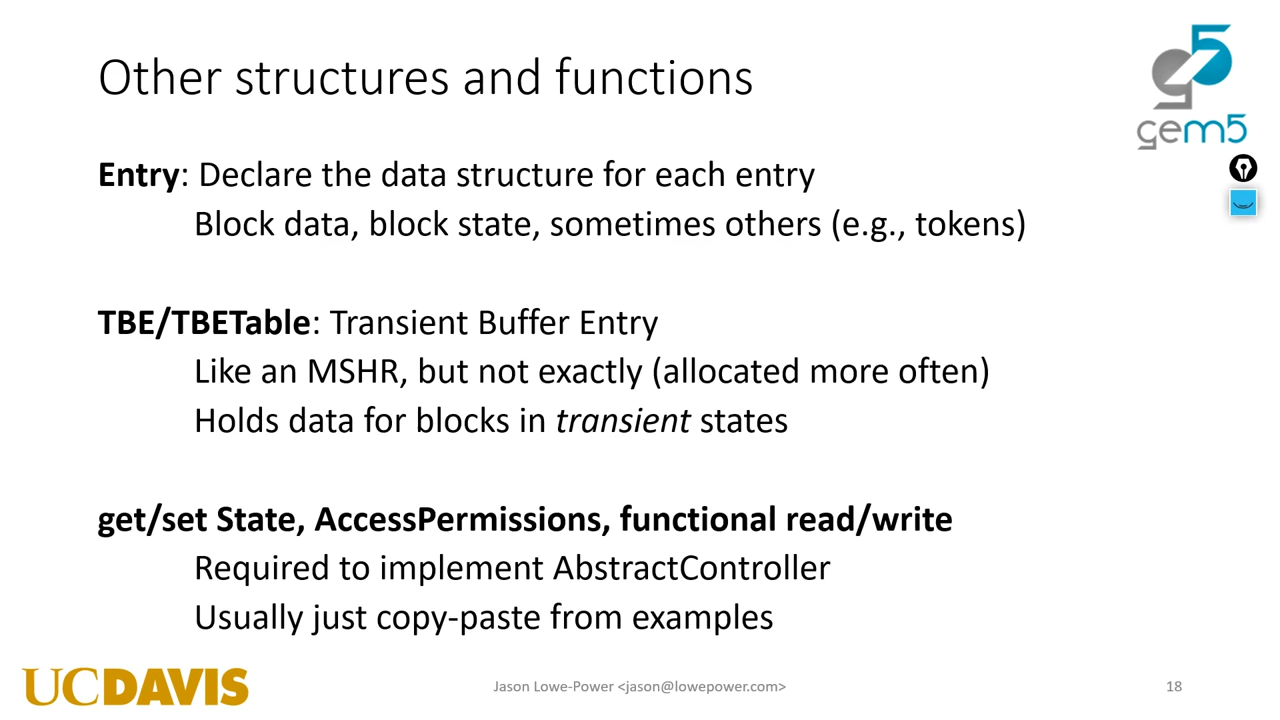 Other structures and functions
gem5
Entry: Declare the data structure for each entry
Block data, block state, sometimes others (e.g., tokens)
TBE/TBETable: Transient Buffer Entry
Like an MSHR, but not exactly (allocated more often)
Holds data for blocks in transient states
get/set State, AccessPermissions, functional read/write
Required to implement AbstractController
Usually just copy-paste from examples
UCDAVIS
Jason Lowe-Power <jason@lowepower.com>
18